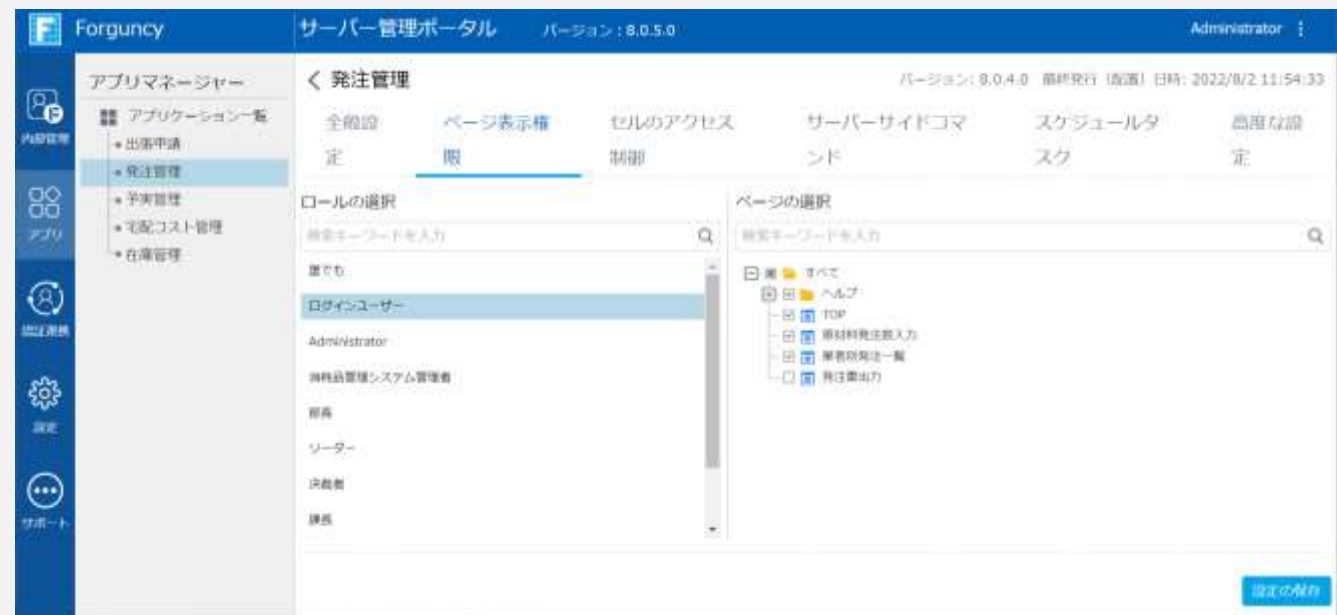 Forguncy
サーバー管理ポータル
バージョン：8.0.5.0
Administrator
内部管理
アプリ
認証連携
設定
サポート
アプリマネージャー
アプリケーション一覧
出張申請
発注管理
予実管理
宅配コスト管理
在庫管理
発注管理
バージョン: 8.0.4.0 最終発行（配置）日時: 2022/8/2 11:54:33
全般設
定
ページ表示権
限
セルのアクセス
制御
サーバーサイドコマ
ンド
スケジュールタ
スク
高度な設
定
ロールの選択
検索キーワードを入力
誰でも
ログインユーザー
Administrator
消耗品管理システム管理者
部長
リーダー
決裁者
課長
ページの選択
検索キーワードを入力
すべて
ヘルプ
TOP
原材料発注数入力
業者別発注一覧
発注書出力
設定の保存